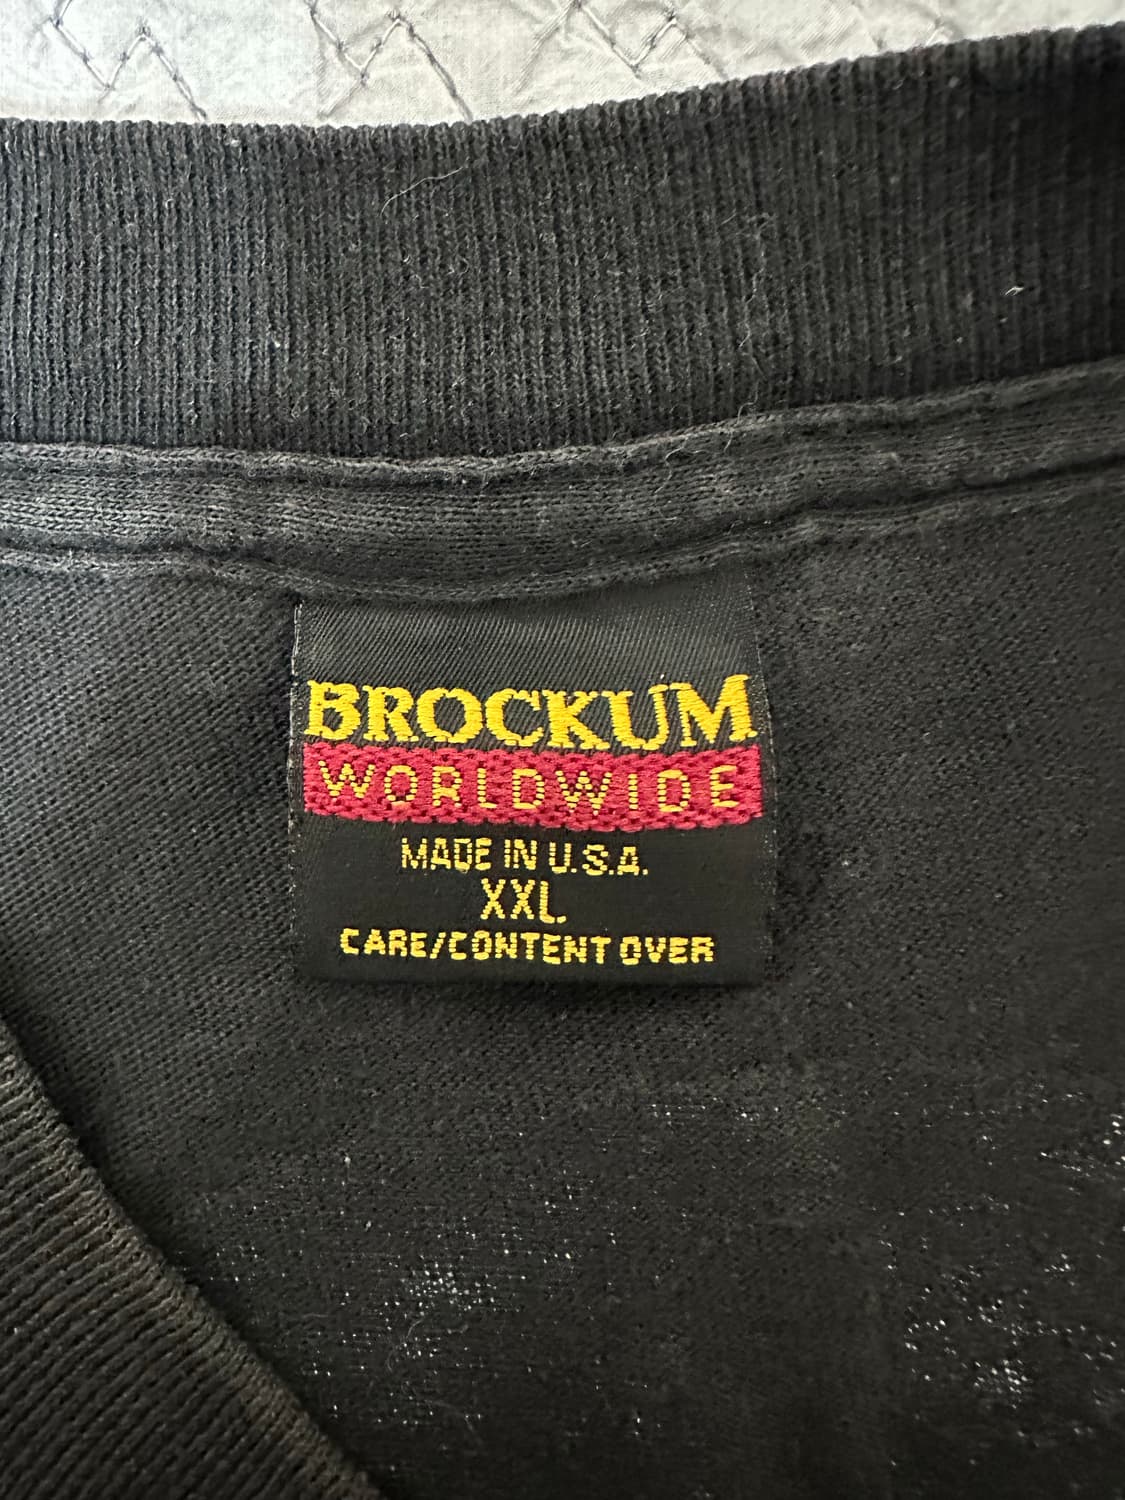 BROCKUM
WORLDWIDE
MADE IN U.S.A.
XXL
CARE/CONTENT OVER